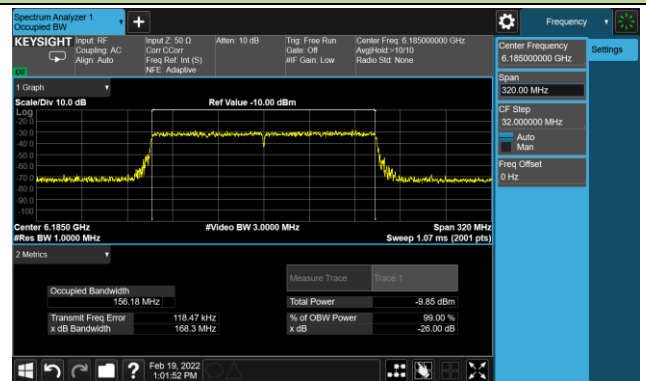 Spectrum Analyzer 1
Occupied BW
+
Frequency
KEYSIGHT
Input: RF
Coupling: AC
Align: Auto
Input Z: 50 Ω
Corr CCorr
Freq Ref: Int (S)
NFE: Adaptive
Atten: 10 dB
Trig: Free Run
Gate: Off
#IF Gain: Low
Center Freq: 6.185000000 GHz
Avg|Hold:>10/10
Radio Std: None
Center Frequency
6.185000000 GHz
Settings
Span
320.00 MHz
CF Step
32.000000 MHz
Auto
Man
Freq Offset
0 Hz
1 Graph
Scale/Div 10.0 dB
Ref Value -10.00 dBm
Log
-20.0
-30.0
-40.0
-50.0
-60.0
-70.0
-80.0
-90.0
-100
Center 6.1850 GHz
#Video BW 3.0000 MHz
Span 320 MHz
#Res BW 1.0000 MHz
Sweep 1.07 ms (2001 pts)
2 Metrics
Measure Trace
Trace 1
Occupied Bandwidth
156.18 MHz
Total Power
-9.85 dBm
Transmit Freq Error
118.47 kHz
% of OBW Power
99.00 %
x dB Bandwidth
168.3 MHz
x dB
-26.00 dB
?
Feb 19, 2022
1:01:52 PM